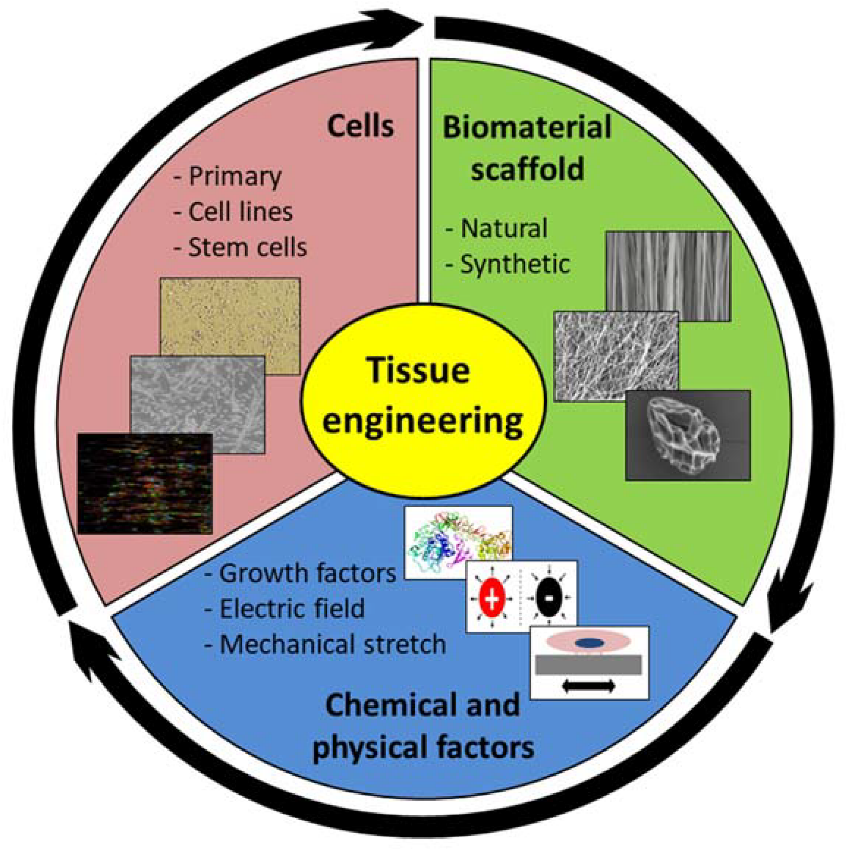 Cells
- Primary
- Cell lines
- Stem cells
Biomaterial
scaffold
- Natural
- Synthetic
Tissue
engineering
- Growth factors
- Electric field
- Mechanical stretch
+
-
Chemical and
physical factors